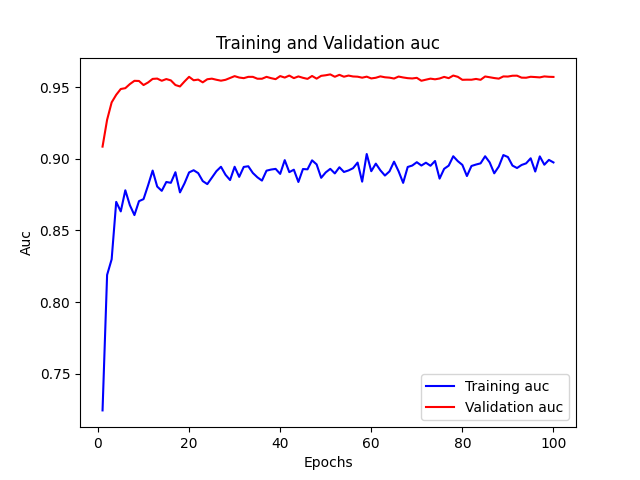 Training and Validation auc
Auc
0.95
0.90
0.85
0.80
0.75
0
20
40
60
80
100
Epochs
Training auc
Validation auc